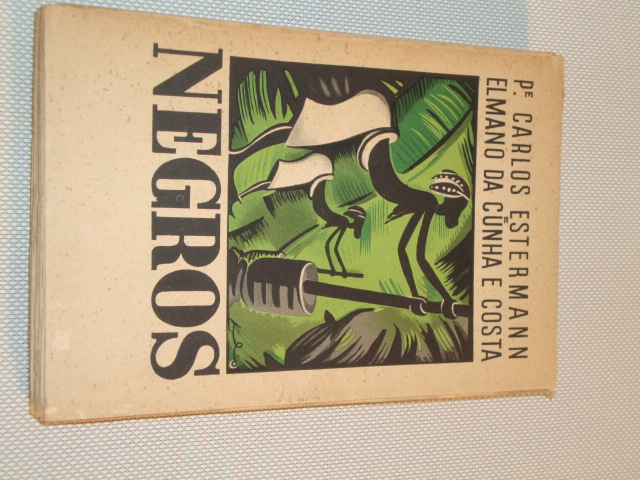 Pᴱ. CARLOS ESTERMANN
E
ELMANO DA CUNHA E COSTA
NEGROS